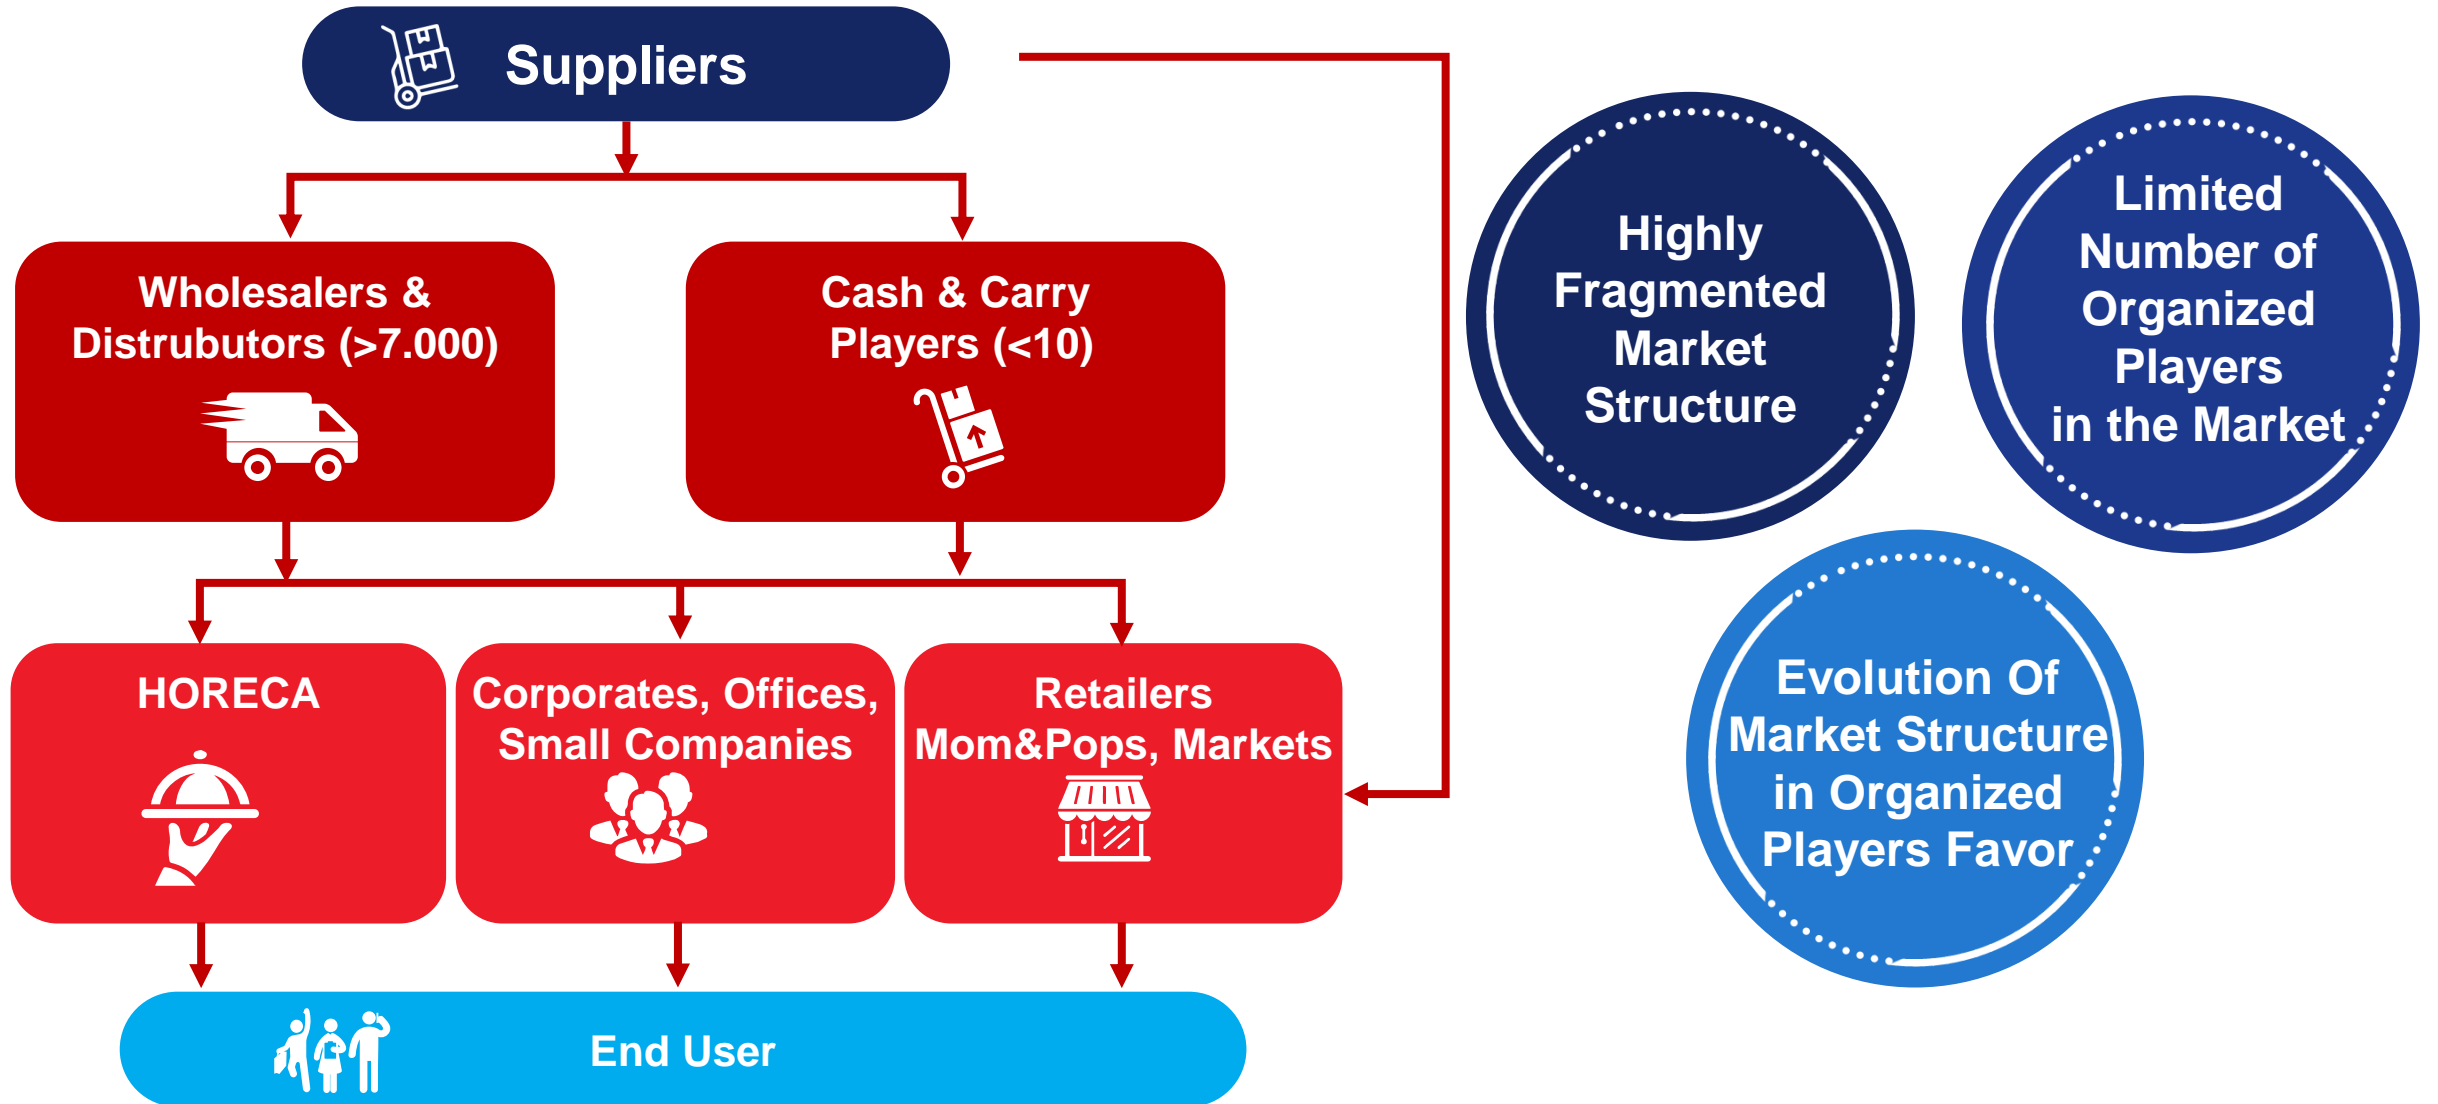 Suppliers
Wholesalers &
Distrubutors (>7.000)
Cash & Carry
Players (<10)
HORECA
Corporates, Offices,
Small Companies
Retailers
Mom&Pops, Markets
End User
Highly
Fragmented
Market
Structure
Limited
Number of
Organized
Players
in the Market
Evolution Of
Market Structure
in Organized
Players Favor